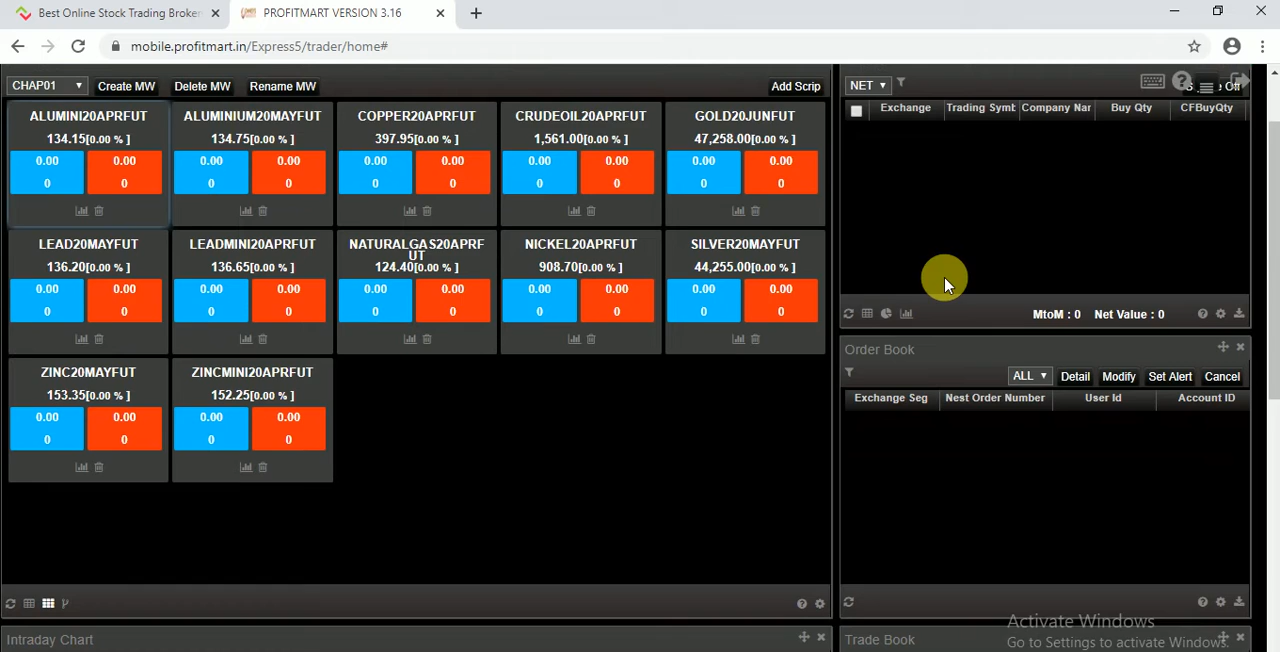 Best Online Stock Trading Broker
PROFITMART VERSION 3.16
mobile.profitmart.in/Express5/trader/home#
CHAP01 Create MW Delete MW Rename MW Add Scrip
ALUMINI20APRFUT
134.15[0.00 % ]
0.00 0.00
0 0
ALUMINIUM20MAYFUT
134.75[0.00 % ]
0.00 0.00
0 0
COPPER20APRFUT
397.95[0.00 % ]
0.00 0.00
0 0
CRUDEOIL20APRFUT
1,561.00[0.00 % ]
0.00 0.00
0 0
GOLD20JUNFUT
47,258.00[0.00 % ]
0.00 0.00
0 0
LEAD20MAYFUT
136.20[0.00 % ]
0.00 0.00
0 0
LEADMINI20APRFUT
136.65[0.00 % ]
0.00 0.00
0 0
NATURALGAS20APRF
UT
124.40[0.00 % ]
0.00 0.00
0 0
NICKEL20APRFUT
908.70[0.00 % ]
0.00 0.00
0 0
SILVER20MAYFUT
44,255.00[0.00 % ]
0.00 0.00
0 0
ZINC20MAYFUT
153.35[0.00 % ]
0.00 0.00
0 0
ZINCMINI20APRFUT
152.25[0.00 % ]
0.00 0.00
0 0
Intraday Chart
NET
Exchange Trading Symb Company Nar Buy Qty CFBuyQty
MtoM : 0 Net Value : 0
Order Book
ALL Detail Modify Set Alert Cancel
Exchange Seg Nest Order Number User Id Account ID
Activate Windows
Go to Settings to activate Windows.
Trade Book